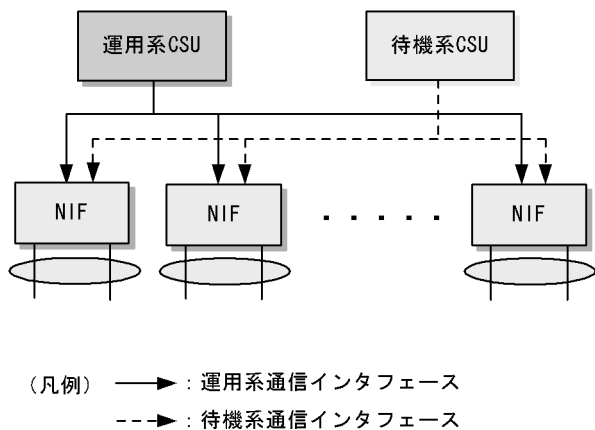 運用系CSU
待機系CSU
NIF
NIF
・・・・・
NIF
(凡例)
:運用系通信インタフェース
:待機系通信インタフェース